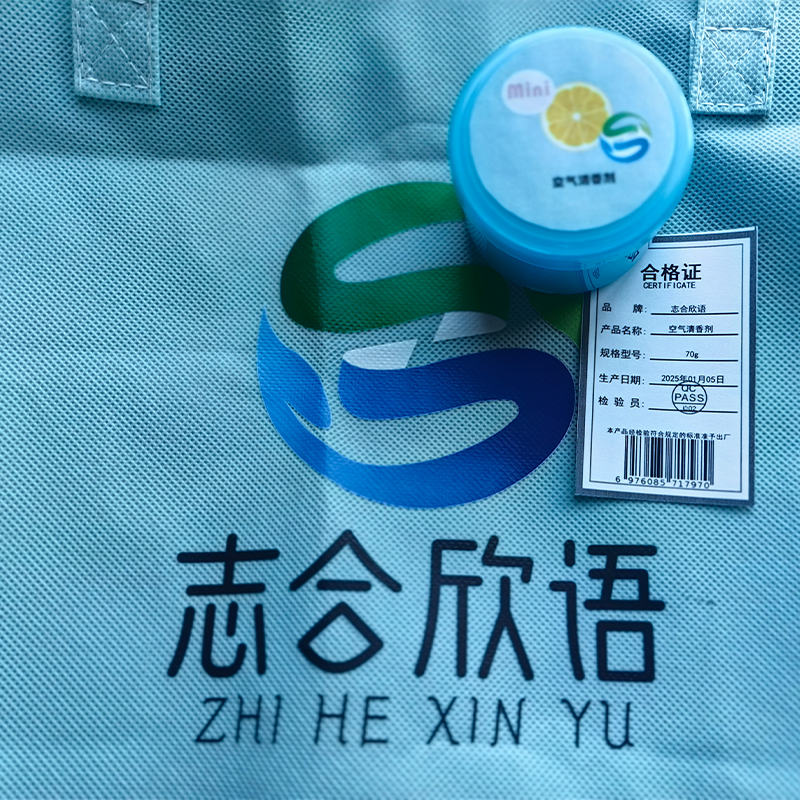 Mini
空气清香剂
合格证
CERTIFICATE
品 牌: 志合欣语
产品名称: 空气清香剂
规格型号: 70g
生产日期: 2025年01月05日
检 验 员: QC PASS 002
本产品经检验符合规定的标准准予出厂
6 976085 717970
志合欣语
ZHI HE XIN YU